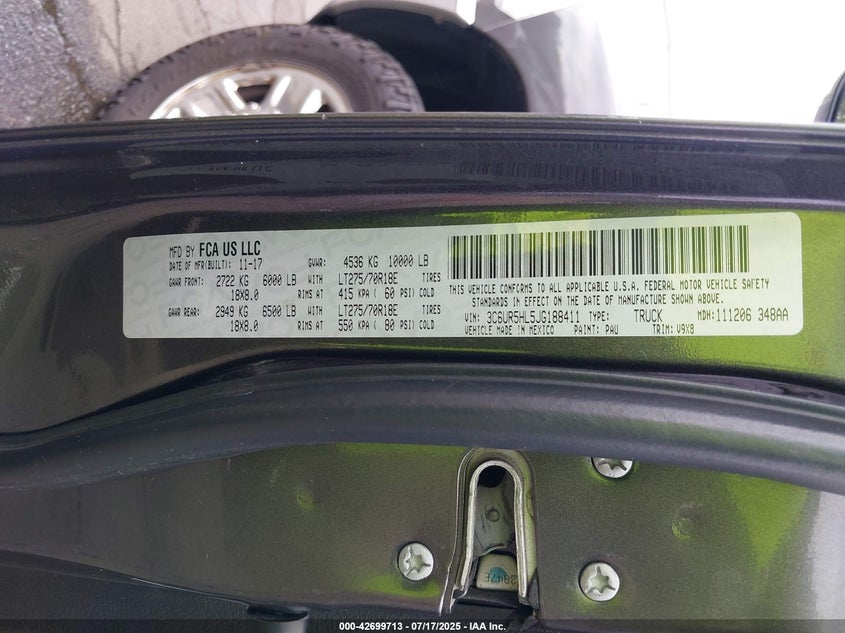 MFD BY FCA US LLC
DATE OF MFR(BUILT): 11-17 GVWR: 4536 KG 10000 LB
GAWR FRONT: 2722 KG 6000 LB WITH LT275/70R18E TIRES
18X8.0 RIMS AT 415 KPA ( 60 PSI) COLD
GAWR REAR: 2949 KG 6500 LB WITH LT275/70R18E TIRES
18X8.0 RIMS AT 550 KPA ( 80 PSI) COLD
THIS VEHICLE CONFORMS TO ALL APPLICABLE U.S.A. FEDERAL MOTOR VEHICLE SAFETY
STANDARDS IN EFFECT ON THE DATE OF MANUFACTURE SHOWN ABOVE.
VIN: 3C6UR5HL5JG188411 TYPE: TRUCK MDH: 111206 348AA
VEHICLE MADE IN MEXICO PAINT: PAU TRIM: V9X8
000-42699713 - 07/17/2025 - IAA Inc.